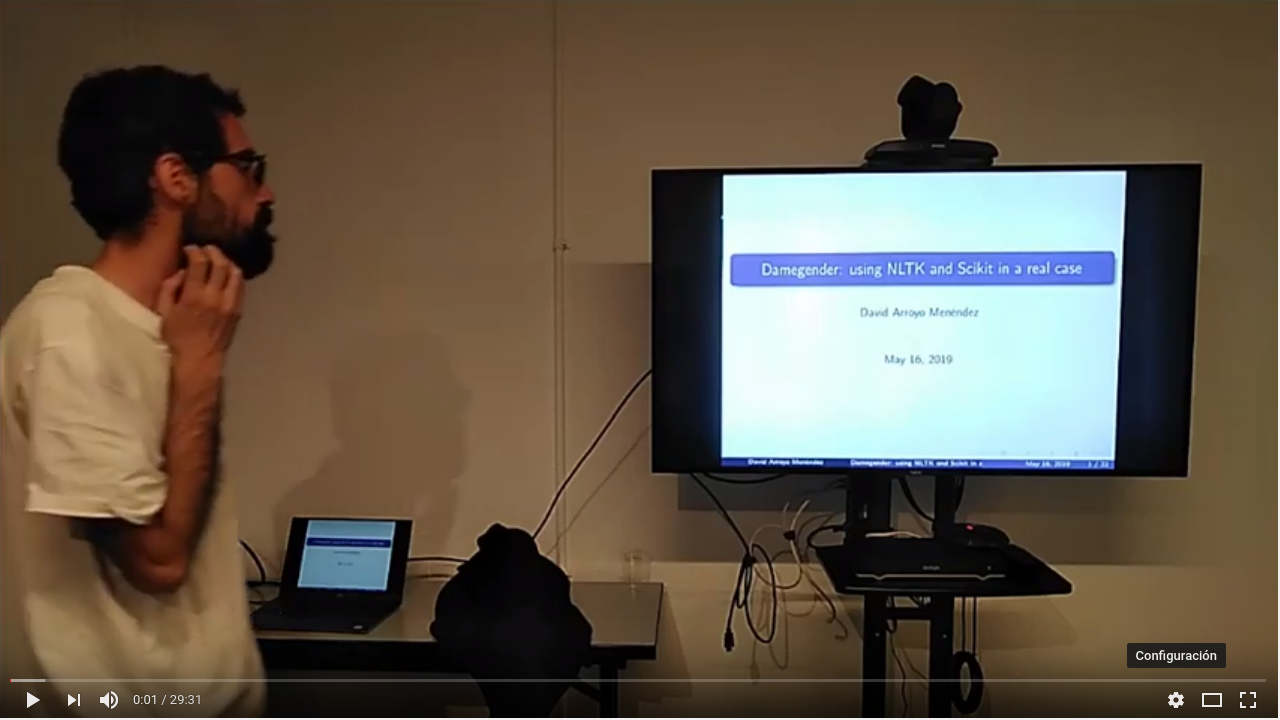 Damegender: using NLTK and Scikit in a real case
David Arroyo Menéndez
May 16, 2019
David Arroyo Menéndez Damegender: using NLTK and Scikit in a May 16, 2019 1 / 32
Configuración
0:01 / 29:31